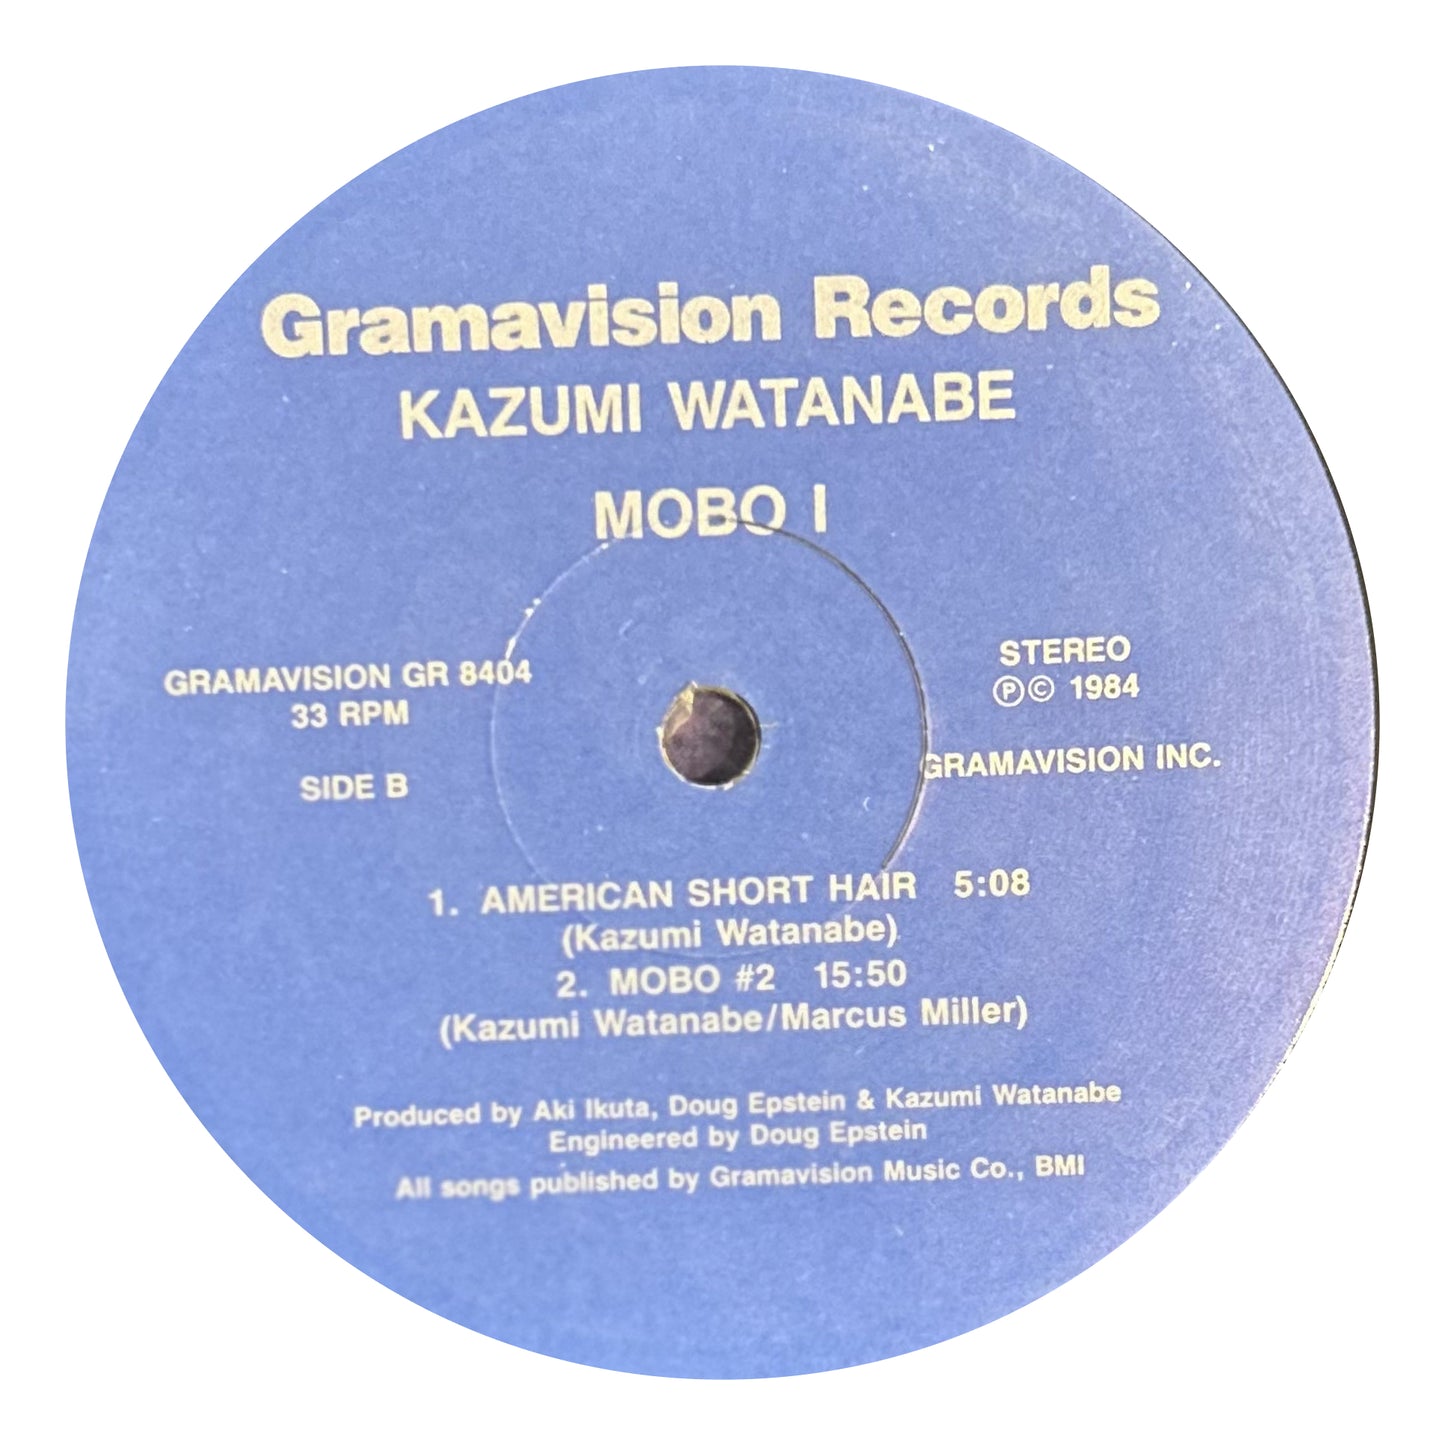 Gramavision Records
KAZUMI WATANABE
MOBO I
GRAMAVISION GR 8404
33 RPM
SIDE B
STEREO
℗© 1984
GRAMAVISION INC.
1. AMERICAN SHORT HAIR 5:08
(Kazumi Watanabe)
2. MOBO #2 15:50
(Kazumi Watanabe/Marcus Miller)
Produced by Aki Ikuta, Doug Epstein & Kazumi Watanabe
Engineered by Doug Epstein
All songs published by Gramavision Music Co., BMI